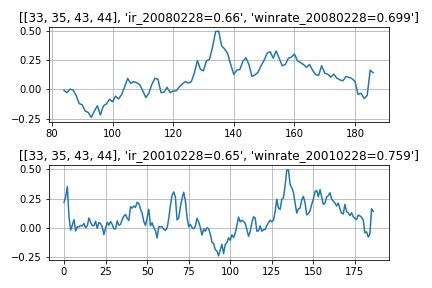 [[33, 35, 43, 44], 'ir_20080228=0.66', 'winrate_20080228=0.699']
0.50
0.25
0.00
−0.25
80 100 120 140 160 180
[[33, 35, 43, 44], 'ir_20010228=0.65', 'winrate_20010228=0.759']
0.50
0.25
0.00
−0.25
0 25 50 75 100 125 150 175